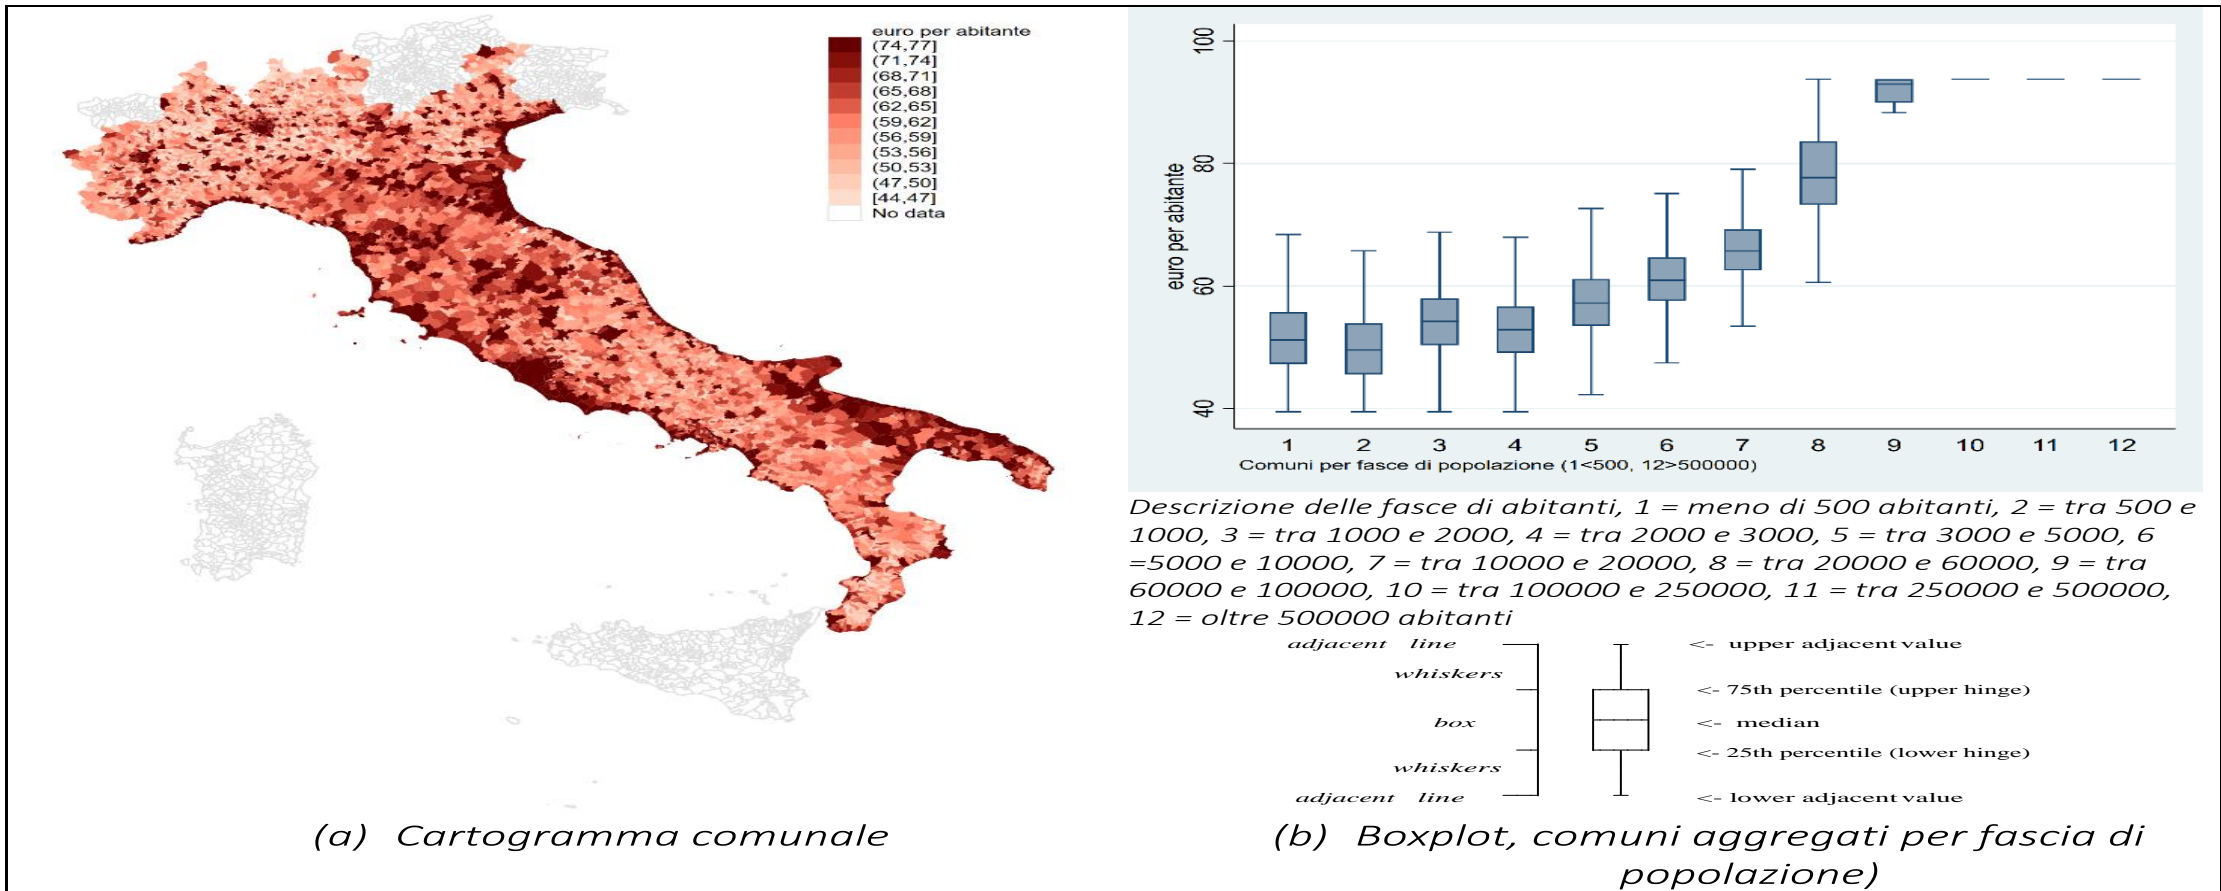 euro per abitante
(74,77]
(71,74]
(68,71]
(65,68]
(62,65]
(59,62]
(56,59]
(53,56]
(50,53]
(47,50]
[44,47]
No data
(a) Cartogramma comunale
euro per abitante
100
80
60
40
1 2 3 4 5 6 7 8 9 10 11 12
Comuni per fasce di popolazione (1<500, 12>500000)
Descrizione delle fasce di abitanti, 1 = meno di 500 abitanti, 2 = tra 500 e
1000, 3 = tra 1000 e 2000, 4 = tra 2000 e 3000, 5 = tra 3000 e 5000, 6
=5000 e 10000, 7 = tra 10000 e 20000, 8 = tra 20000 e 60000, 9 = tra
60000 e 100000, 10 = tra 100000 e 250000, 11 = tra 250000 e 500000,
12 = oltre 500000 abitanti
adjacent line <- upper adjacent value
whiskers
<- 75th percentile (upper hinge)
box <- median
<- 25th percentile (lower hinge)
whiskers
adjacent line <- lower adjacent value
(b) Boxplot, comuni aggregati per fascia di
popolazione)